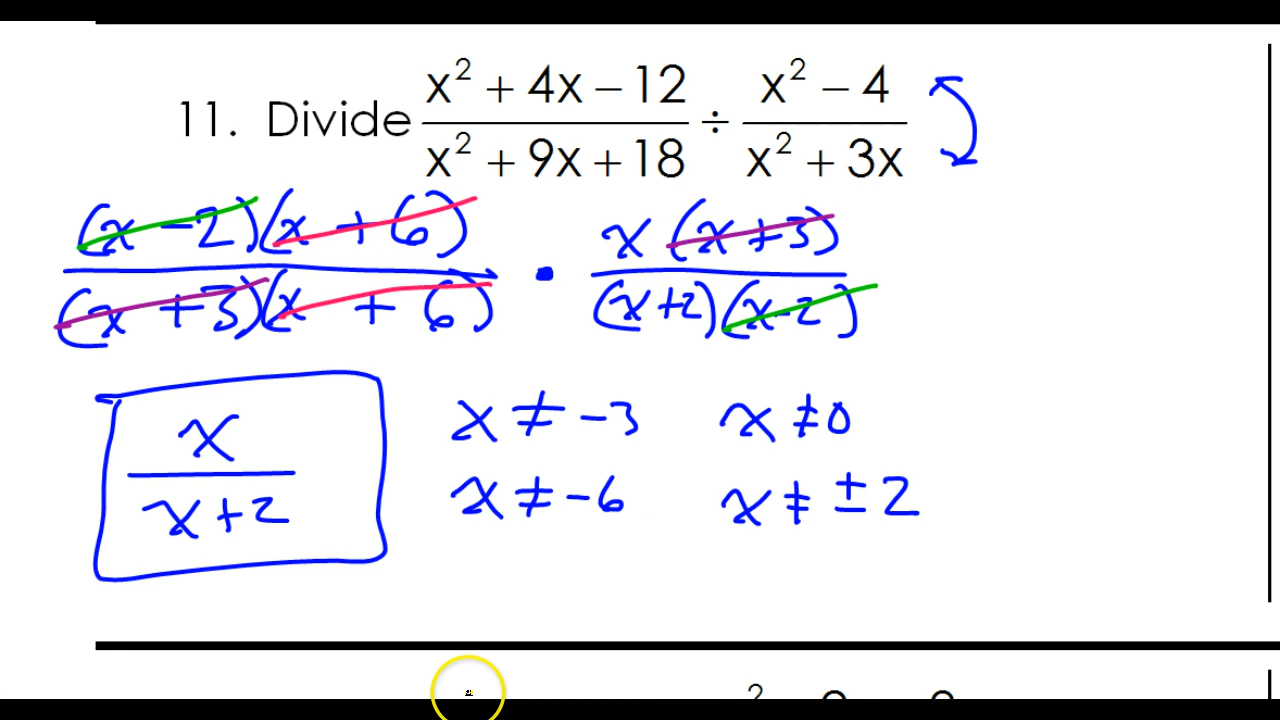 11. Divide (x² + 4x − 12)/(x² + 9x + 18) ÷ (x² − 4)/(x² + 3x)
(x − 2)(x + 6)/(x + 3)(x + 6) · x(x + 3)/(x + 2)(x − 2)
x/(x + 2)
x ≠ −3 x ≠ 0
x ≠ −6 x ≠ ± 2